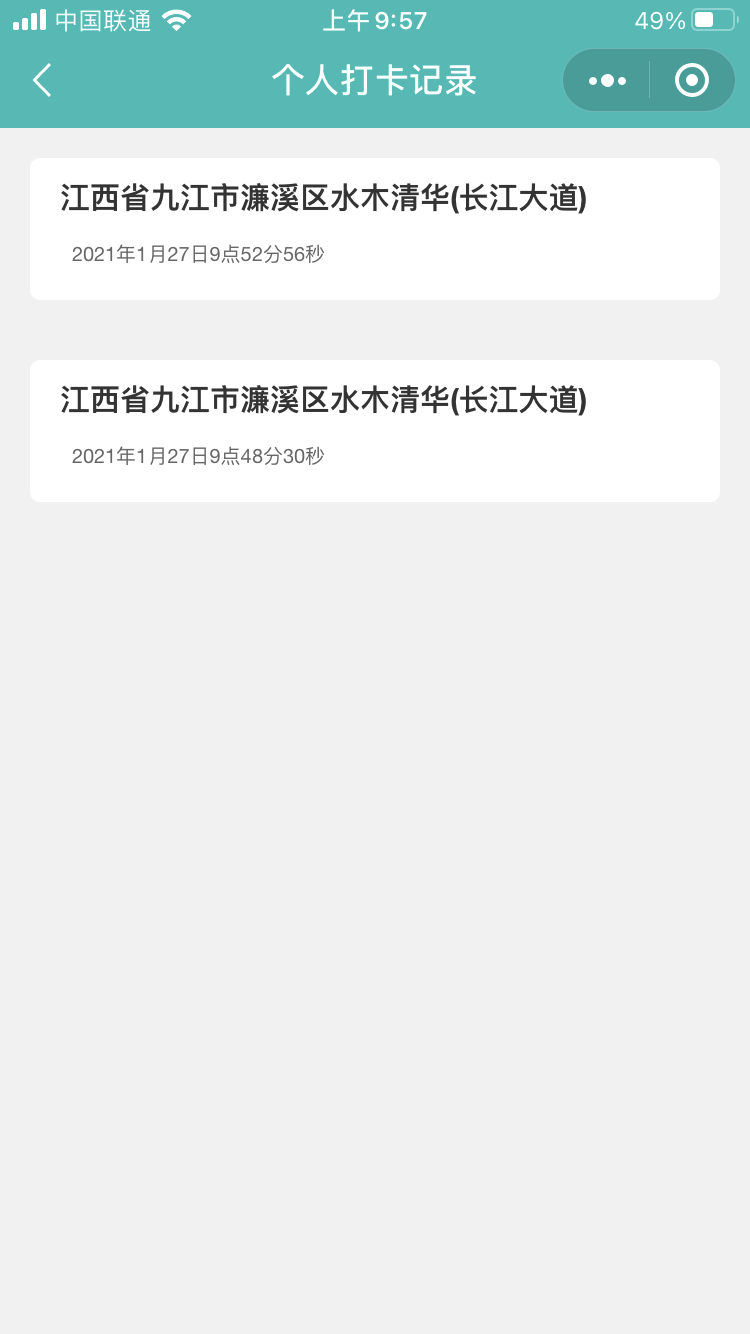 中国联通 上午9:57 49%
个人打卡记录
江西省九江市濂溪区水木清华(长江大道)
2021年1月27日9点52分56秒
江西省九江市濂溪区水木清华(长江大道)
2021年1月27日9点48分30秒